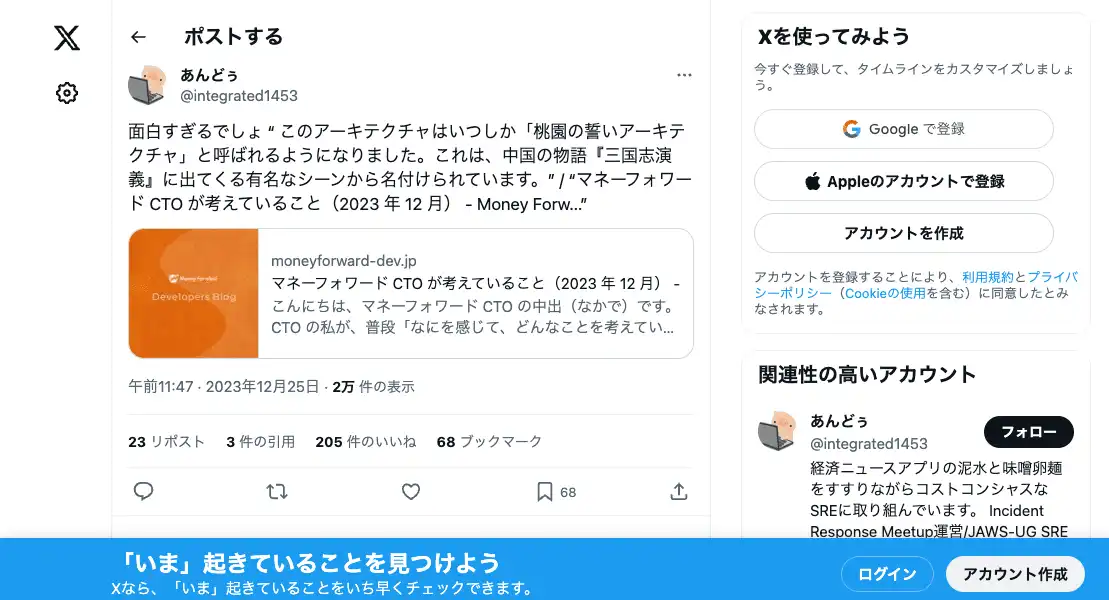 ポストする
あんどぅ
@integrated1453
面白すぎるでしょ “ このアーキテクチャはいつしか「桃園の誓いアーキテ
クチャ」と呼ばれるようになりました。これは、中国の物語『三国志演
義』に出てくる有名なシーンから名付けられています。” / “マネーフォワー
ド CTO が考えていること（2023 年 12 月） - Money Forw...”
Money Forward
Developers Blog
moneyforward-dev.jp
マネーフォワード CTO が考えていること（2023 年 12 月） -
こんにちは、マネーフォワード CTO の中出（なかで）です。
CTO の私が、普段「なにを感じて、どんなことを考えてい...
午前11:47 · 2023年12月25日 · 2万 件の表示
23 リポスト 3 件の引用 205 件のいいね 68 ブックマーク
68
Xを使ってみよう
今すぐ登録して、タイムラインをカスタマイズしましょ
う。
Google で登録
Appleのアカウントで登録
アカウントを作成
アカウントを登録することにより、利用規約とプライバ
シーポリシー（Cookieの使用を含む）に同意したとみ
なされます。
関連性の高いアカウント
あんどぅ
@integrated1453
フォロー
経済ニュースアプリの泥水と味噌卵麺
をすすりながらコストコンシャスな
SREに取り組んでいます。 Incident
Response Meetup運営/JAWS-UG SRE
「いま」起きていることを見つけよう
Xなら、「いま」起きていることをいち早くチェックできます。
ログイン
アカウント作成